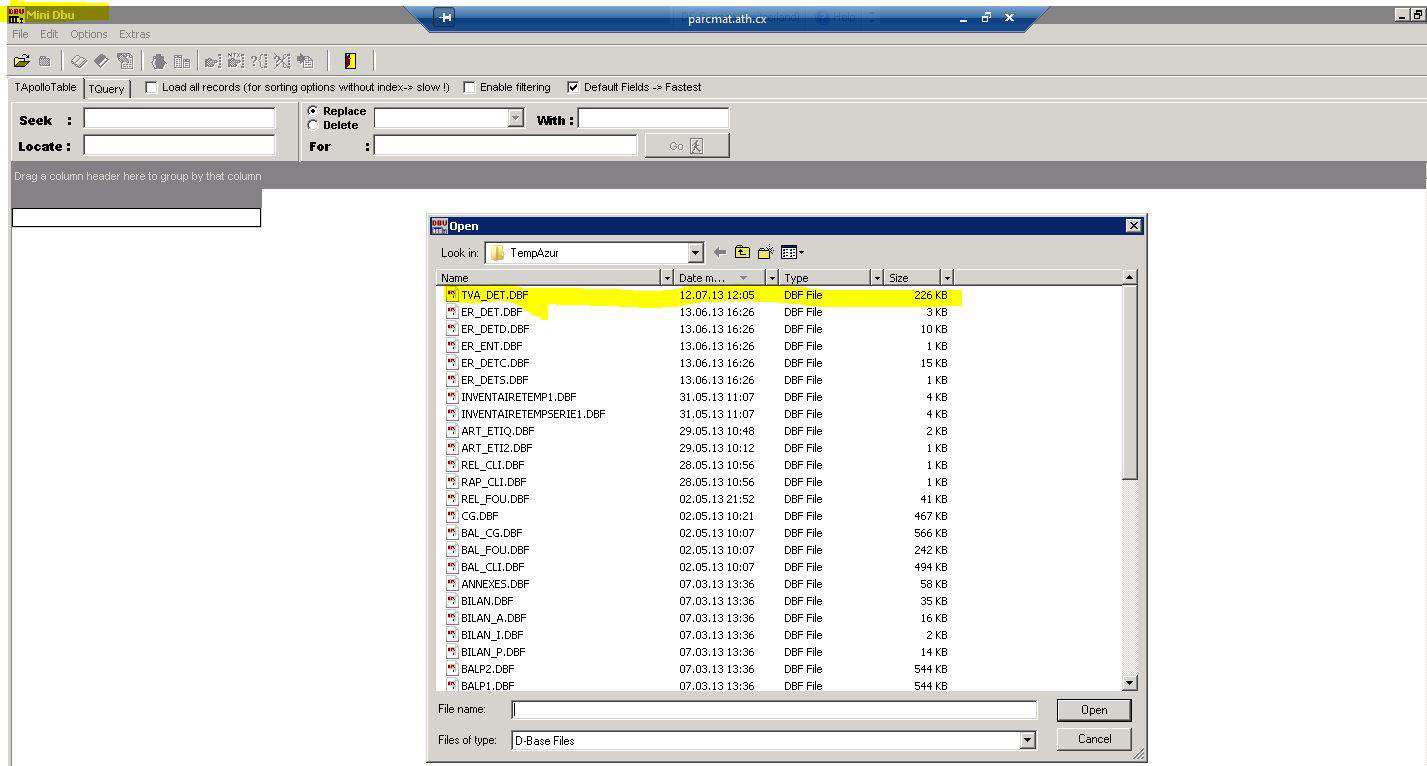 Mini Dbu
parcmat.ath.cx
File Edit Options Extras
TApolloTable TQuery Load all records (for sorting options without index-> slow !) Enable filtering Default Fields -> Fastest
Seek : Replace With :
Delete
Locate : For : Go
Drag a column header here to group by that column
Open
Look in: TempAzur
Name Date m... Type Size
TVA_DET.DBF 12.07.13 12:05 DBF File 226 KB
ER_DET.DBF 13.06.13 16:26 DBF File 3 KB
ER_DETD.DBF 13.06.13 16:26 DBF File 10 KB
ER_ENT.DBF 13.06.13 16:26 DBF File 1 KB
ER_DETC.DBF 13.06.13 16:26 DBF File 15 KB
ER_DETS.DBF 13.06.13 16:26 DBF File 1 KB
INVENTAIRETEMP1.DBF 31.05.13 11:07 DBF File 4 KB
INVENTAIRETEMPSERIE1.DBF 31.05.13 11:07 DBF File 4 KB
ART_ETIQ.DBF 29.05.13 10:48 DBF File 2 KB
ART_ETI2.DBF 29.05.13 10:12 DBF File 1 KB
REL_CLI.DBF 28.05.13 10:56 DBF File 1 KB
RAP_CLI.DBF 28.05.13 10:56 DBF File 1 KB
REL_FOU.DBF 02.05.13 21:52 DBF File 41 KB
CG.DBF 02.05.13 10:21 DBF File 467 KB
BAL_CG.DBF 02.05.13 10:07 DBF File 566 KB
BAL_FOU.DBF 02.05.13 10:07 DBF File 242 KB
BAL_CLI.DBF 02.05.13 10:07 DBF File 494 KB
ANNEXES.DBF 07.03.13 13:36 DBF File 58 KB
BILAN.DBF 07.03.13 13:36 DBF File 35 KB
BILAN_A.DBF 07.03.13 13:36 DBF File 16 KB
BILAN_I.DBF 07.03.13 13:36 DBF File 2 KB
BILAN_P.DBF 07.03.13 13:36 DBF File 14 KB
BALP2.DBF 07.03.13 13:36 DBF File 544 KB
BALP1.DBF 07.03.13 13:36 DBF File 544 KB
File name: Open
Files of type: D-Base Files Cancel